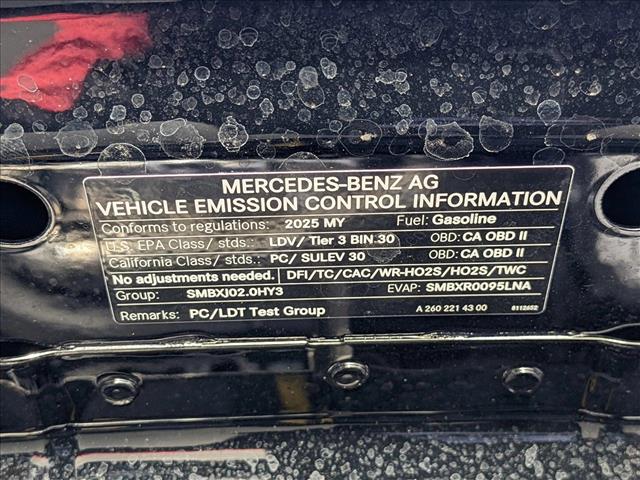 MERCEDES-BENZ AG
VEHICLE EMISSION CONTROL INFORMATION
Conforms to regulations: 2025 MY Fuel: Gasoline
U.S. EPA Class/ stds.: LDV/ Tier 3 BIN 30 OBD: CA OBD II
California Class/ stds.: PC/ SULEV 30 OBD: CA OBD II
No adjustments needed. DFI/TC/CAC/WR-HO2S/HO2S/TWC
Group: SMBXJ02.0HY3 EVAP: SMBXR0095LNA
Remarks: PC/LDT Test Group A 260 221 43 00 8112652